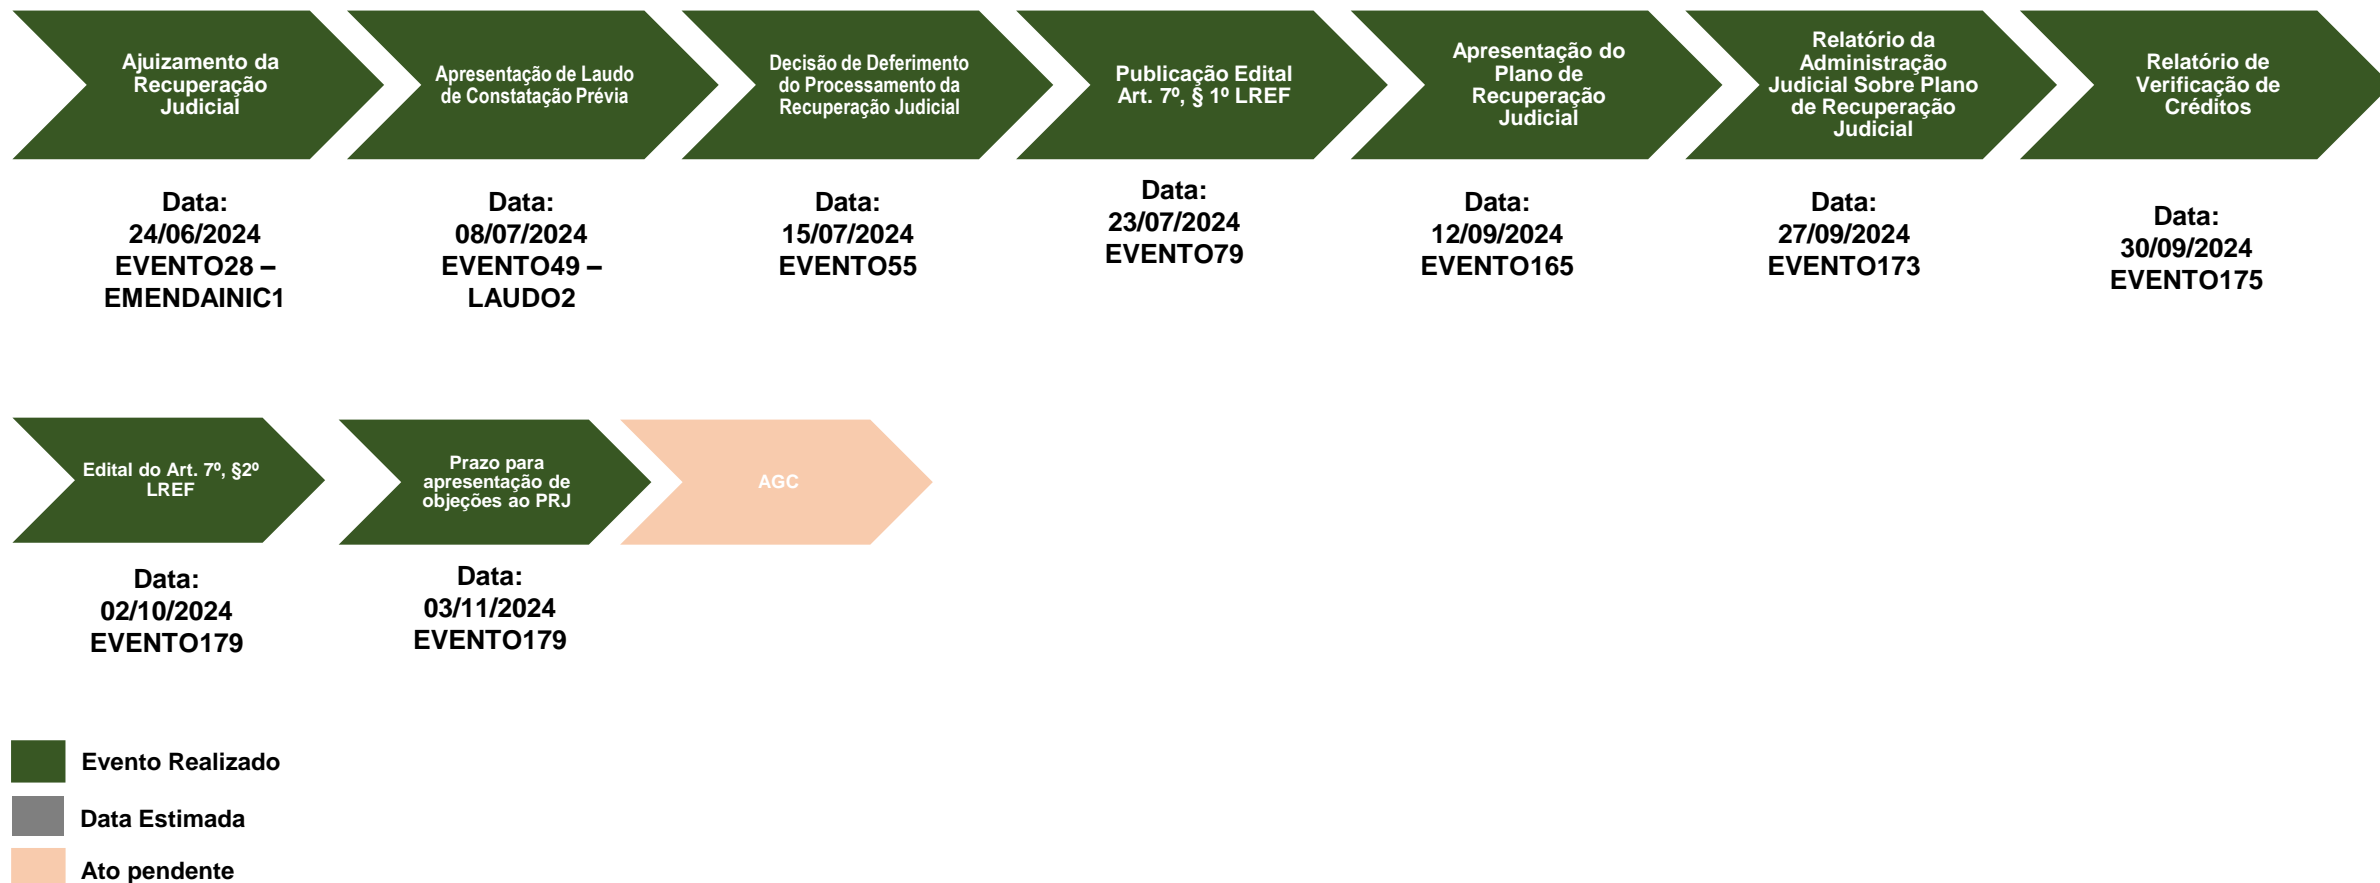 Ajuizamento da
Recuperação
Judicial
Apresentação de Laudo
de Constatação Prévia
Decisão de Deferimento
do Processamento da
Recuperação Judicial
Publicação Edital
Art. 7º, § 1º LREF
Apresentação do
Plano de
Recuperação
Judicial
Relatório da
Administração
Judicial Sobre Plano
de Recuperação
Judicial
Relatório de
Verificação de
Créditos
Data:
24/06/2024
EVENTO28 –
EMENDAINIC1
Data:
08/07/2024
EVENTO49 –
LAUDO2
Data:
15/07/2024
EVENTO55
Data:
23/07/2024
EVENTO79
Data:
12/09/2024
EVENTO165
Data:
27/09/2024
EVENTO173
Data:
30/09/2024
EVENTO175
Edital do Art. 7º, §2º
LREF
Prazo para
apresentação de
objeções ao PRJ
AGC
Data:
02/10/2024
EVENTO179
Data:
03/11/2024
EVENTO179
Evento Realizado
Data Estimada
Ato pendente